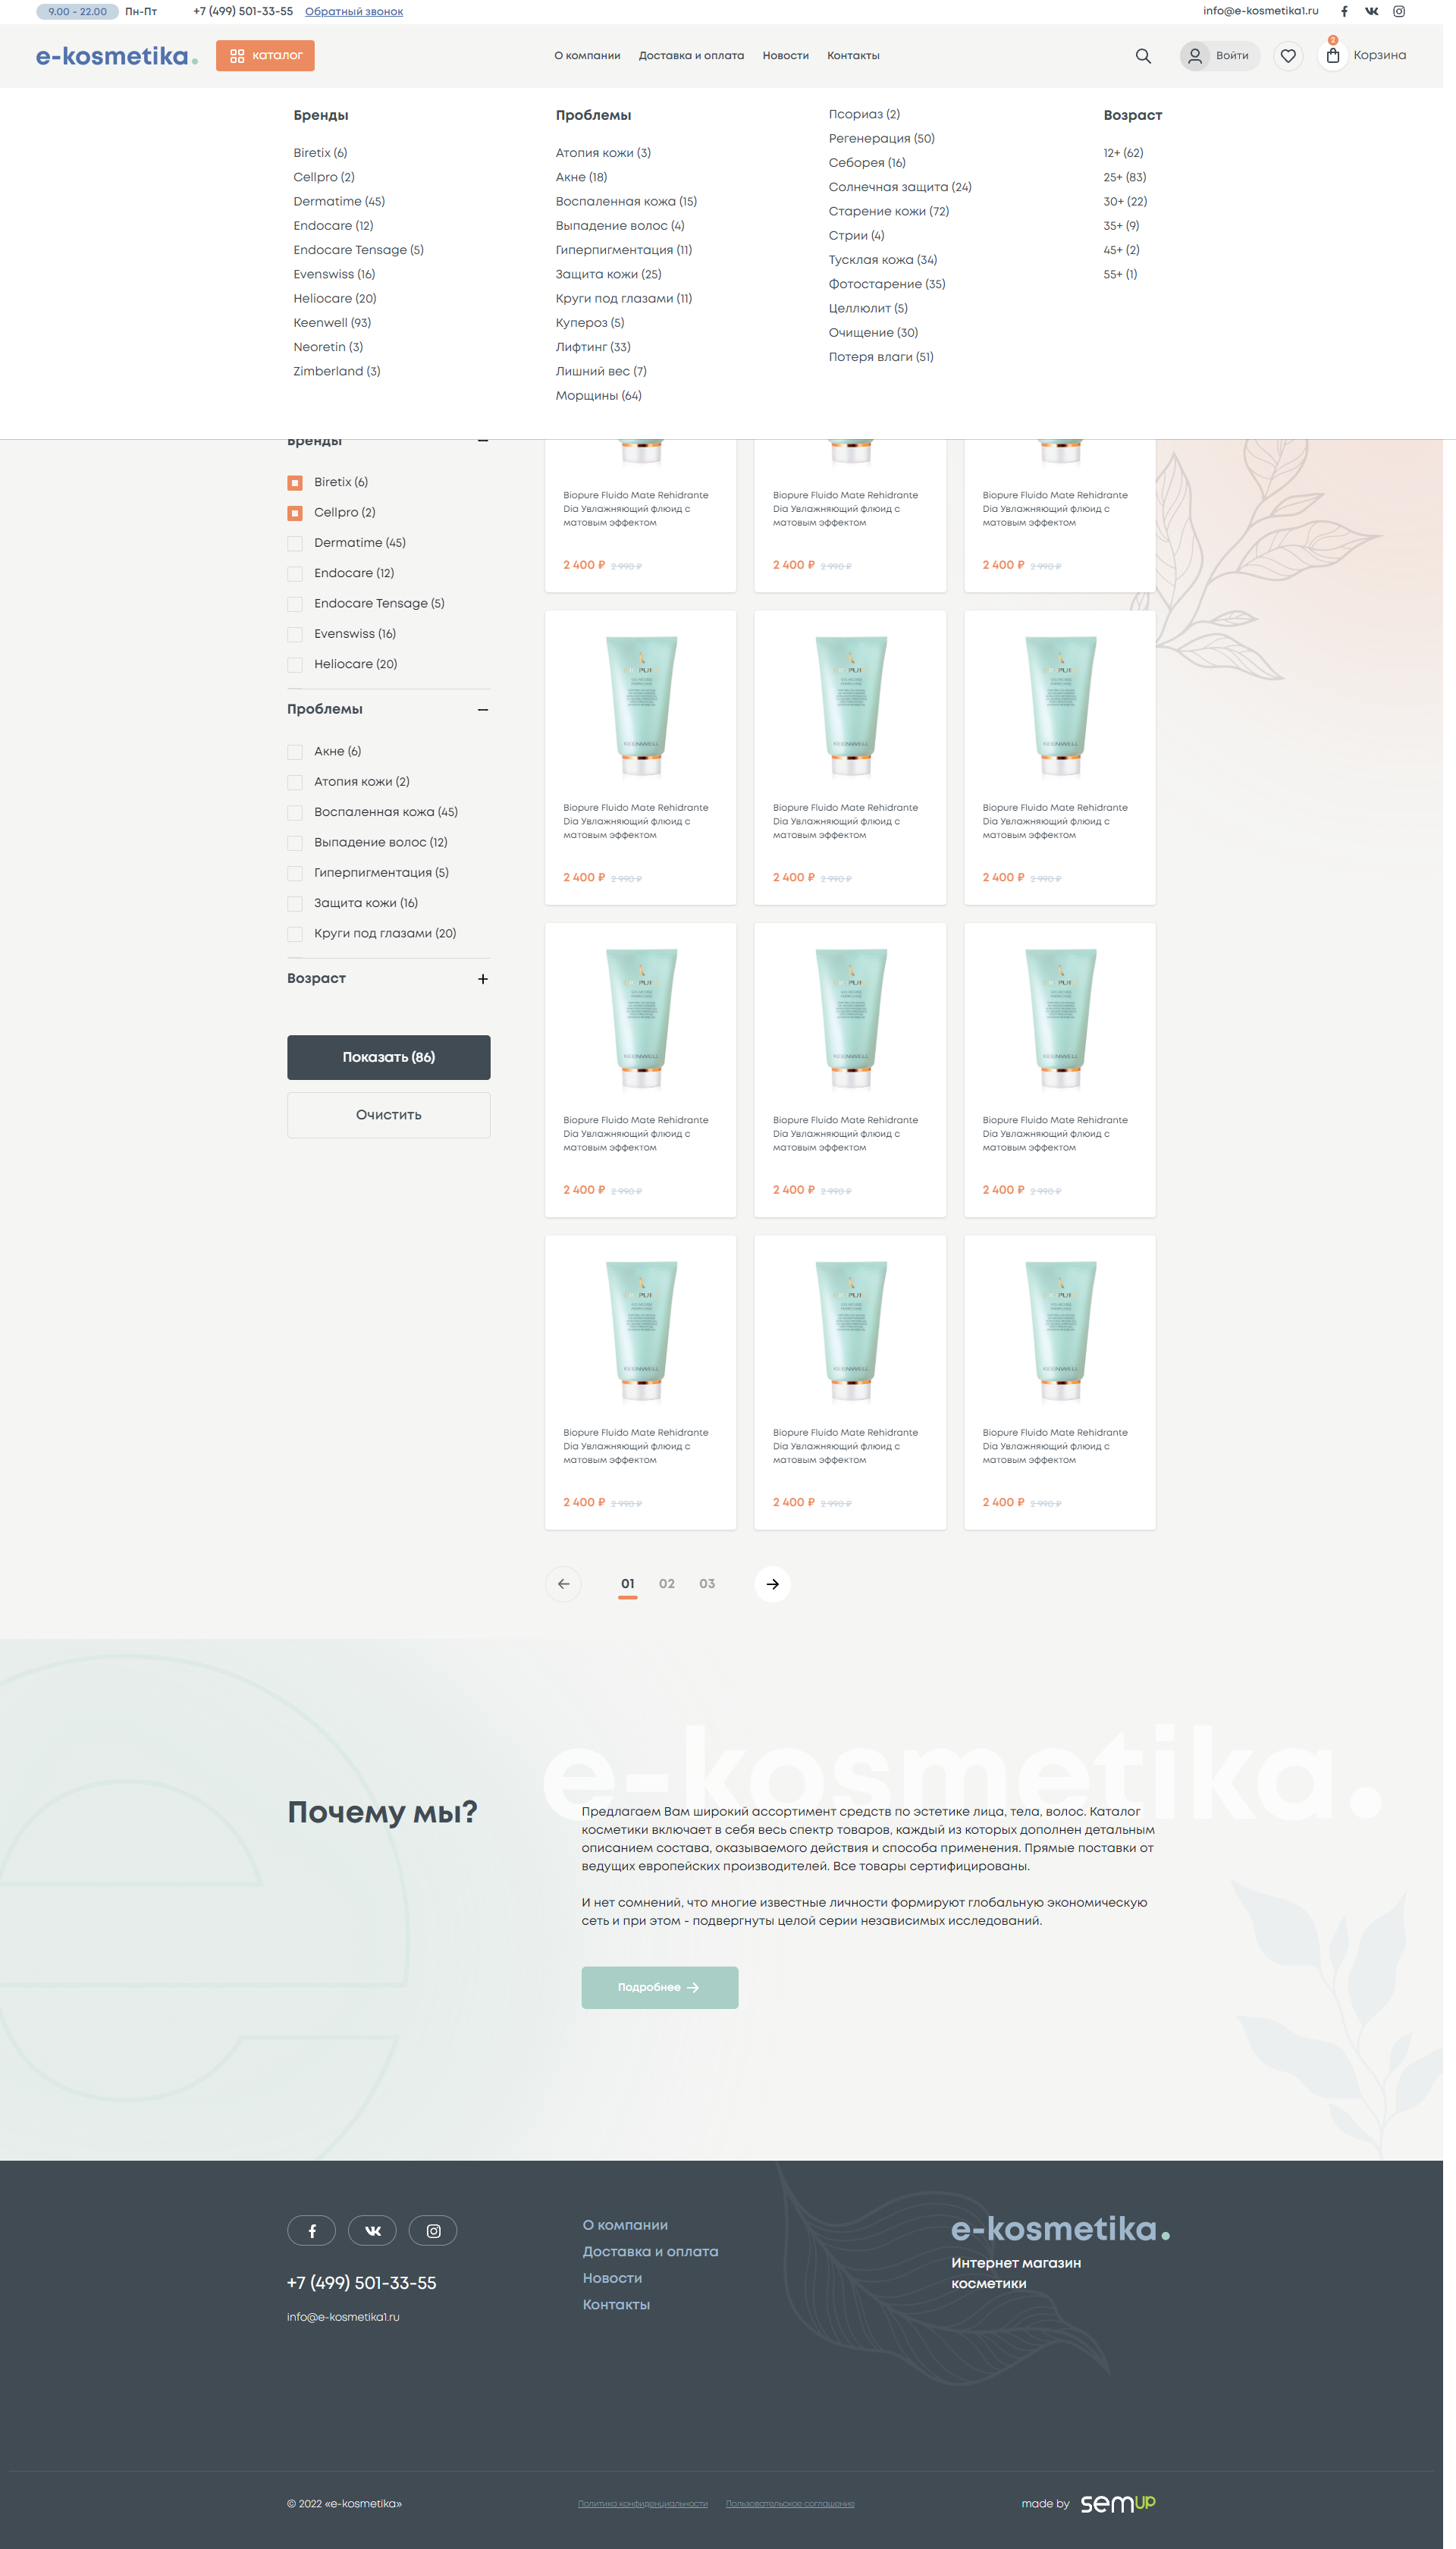 9.00 - 22.00 Пн-Пт +7 (499) 501-33-55 Обратный звонок info@e-kosmetika1.ru
e-kosmetika. каталог О компании Доставка и оплата Новости Контакты Войти 2 Корзина
Бренды
Biretix (6)
Cellpro (2)
Dermatime (45)
Endocare (12)
Endocare Tensage (5)
Evenswiss (16)
Heliocare (20)
Keenwell (93)
Neoretin (3)
Zimberland (3)
Проблемы
Атопия кожи (3)
Акне (18)
Воспаленная кожа (15)
Выпадение волос (4)
Гиперпигментация (11)
Защита кожи (25)
Круги под глазами (11)
Купероз (5)
Лифтинг (33)
Лишний вес (7)
Морщины (64)
Псориаз (2)
Регенерация (50)
Себорея (16)
Солнечная защита (24)
Старение кожи (72)
Стрии (4)
Тусклая кожа (34)
Фотостарение (35)
Целлюлит (5)
Очищение (30)
Потеря влаги (51)
Возраст
12+ (62)
25+ (83)
30+ (22)
35+ (9)
45+ (2)
55+ (1)
Бренды
Biretix (6)
Cellpro (2)
Dermatime (45)
Endocare (12)
Endocare Tensage (5)
Evenswiss (16)
Heliocare (20)
Проблемы
Акне (6)
Атопия кожи (2)
Воспаленная кожа (45)
Выпадение волос (12)
Гиперпигментация (5)
Защита кожи (16)
Круги под глазами (20)
Возраст
Показать (86)
Очистить
Biopure Fluido Mate Rehidrante
Dia Увлажняющий флюид с
матовым эффектом
2 400 ₽ 2 990 ₽
Biopure Fluido Mate Rehidrante
Dia Увлажняющий флюид с
матовым эффектом
2 400 ₽ 2 990 ₽
Biopure Fluido Mate Rehidrante
Dia Увлажняющий флюид с
матовым эффектом
2 400 ₽ 2 990 ₽
KEENWELL
Biopure Fluido Mate Rehidrante
Dia Увлажняющий флюид с
матовым эффектом
2 400 ₽ 2 990 ₽
KEENWELL
Biopure Fluido Mate Rehidrante
Dia Увлажняющий флюид с
матовым эффектом
2 400 ₽ 2 990 ₽
KEENWELL
Biopure Fluido Mate Rehidrante
Dia Увлажняющий флюид с
матовым эффектом
2 400 ₽ 2 990 ₽
KEENWELL
Biopure Fluido Mate Rehidrante
Dia Увлажняющий флюид с
матовым эффектом
2 400 ₽ 2 990 ₽
KEENWELL
Biopure Fluido Mate Rehidrante
Dia Увлажняющий флюид с
матовым эффектом
2 400 ₽ 2 990 ₽
KEENWELL
Biopure Fluido Mate Rehidrante
Dia Увлажняющий флюид с
матовым эффектом
2 400 ₽ 2 990 ₽
KEENWELL
Biopure Fluido Mate Rehidrante
Dia Увлажняющий флюид с
матовым эффектом
2 400 ₽ 2 990 ₽
KEENWELL
Biopure Fluido Mate Rehidrante
Dia Увлажняющий флюид с
матовым эффектом
2 400 ₽ 2 990 ₽
KEENWELL
Biopure Fluido Mate Rehidrante
Dia Увлажняющий флюид с
матовым эффектом
2 400 ₽ 2 990 ₽
01 02 03
e-kosmetika.
Почему мы?
Предлагаем Вам широкий ассортимент средств по эстетике лица, тела, волос. Каталог
косметики включает в себя весь спектр товаров, каждый из которых дополнен детальным
описанием состава, оказываемого действия и способа применения. Прямые поставки от
ведущих европейских производителей. Все товары сертифицированы.
И нет сомнений, что многие известные личности формируют глобальную экономическую
сеть и при этом - подвергнуты целой серии независимых исследований.
Подробнее
+7 (499) 501-33-55
info@e-kosmetika1.ru
О компании
Доставка и оплата
Новости
Контакты
e-kosmetika.
Интернет магазин
косметики
© 2022 «e-kosmetika» Политика конфиденциальности Пользовательское соглашение made by semup